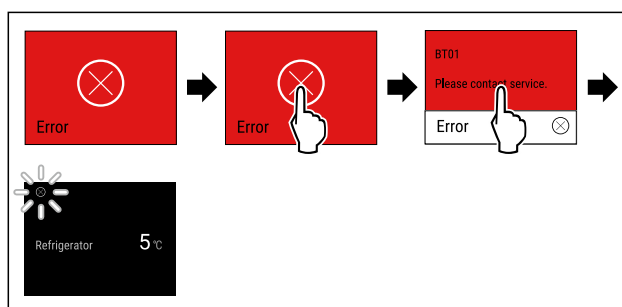 Error
Error
BT01
Please contact service.
Error
Refrigerator 5 °C